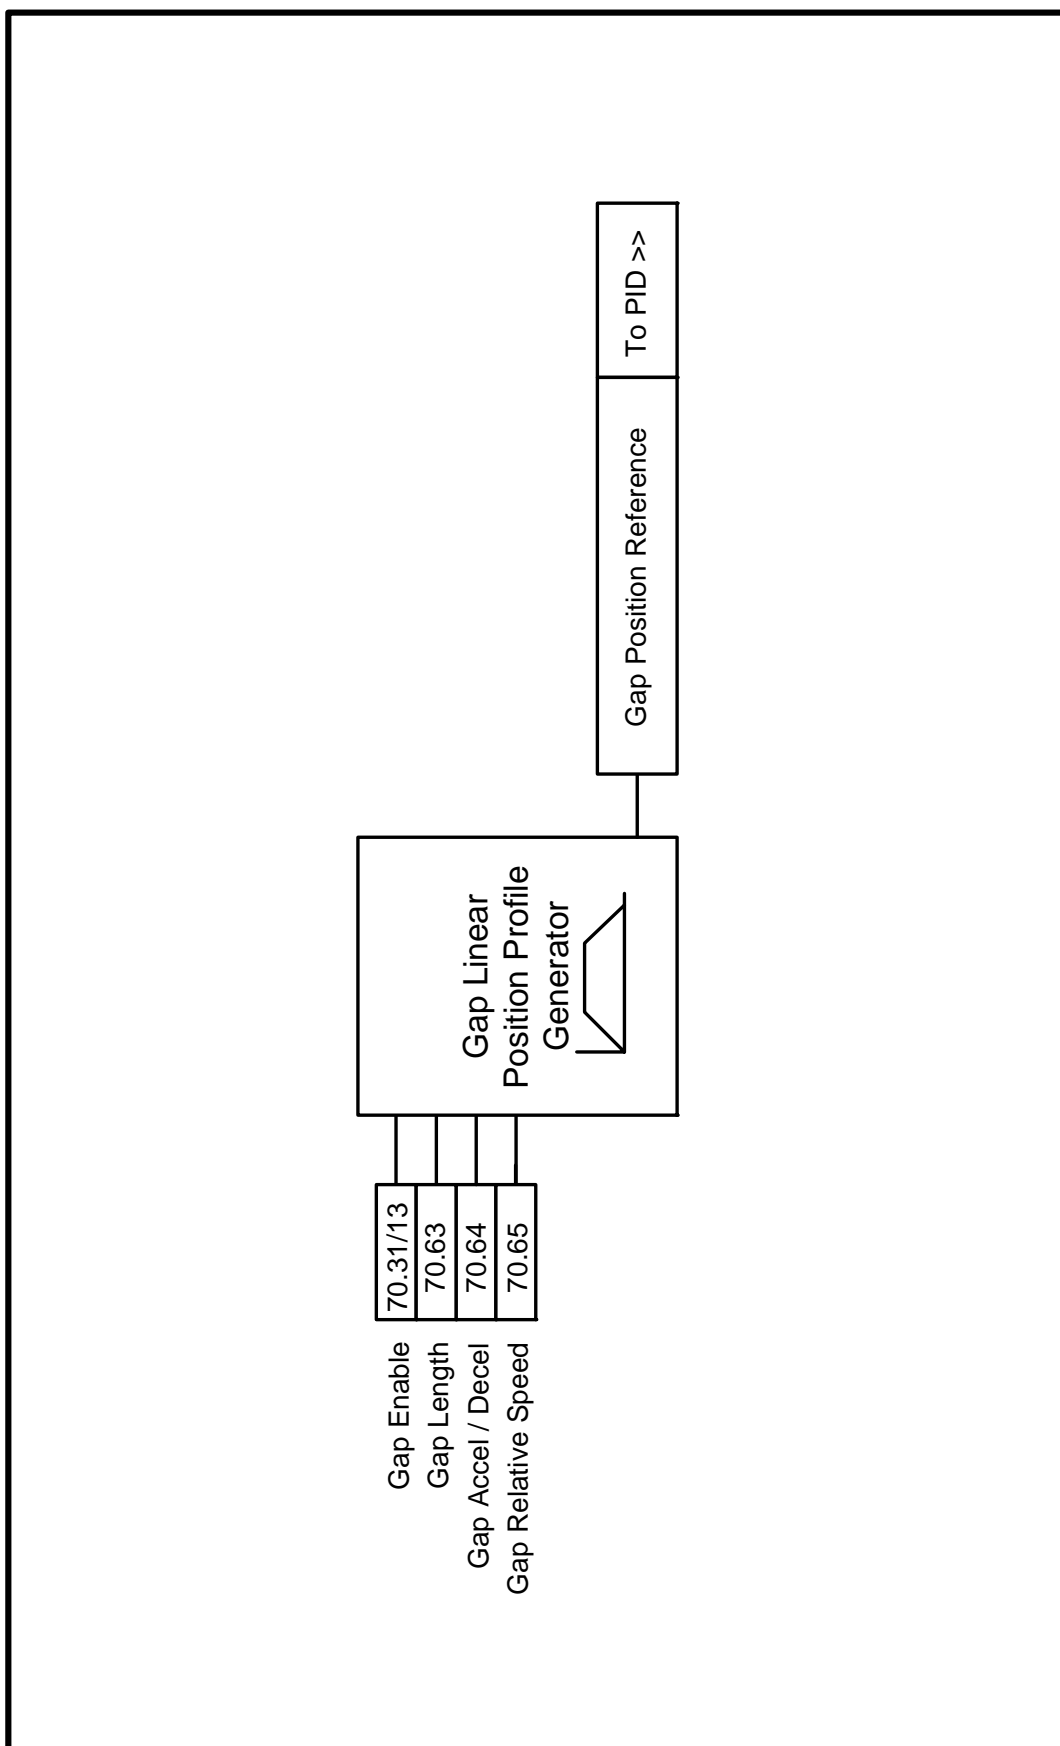 Gap Enable 70.31/13
Gap Length 70.63
Gap Accel / Decel 70.64
Gap Relative Speed 70.65
Gap Linear
Position Profile
Generator
Gap Position Reference
To PID >>